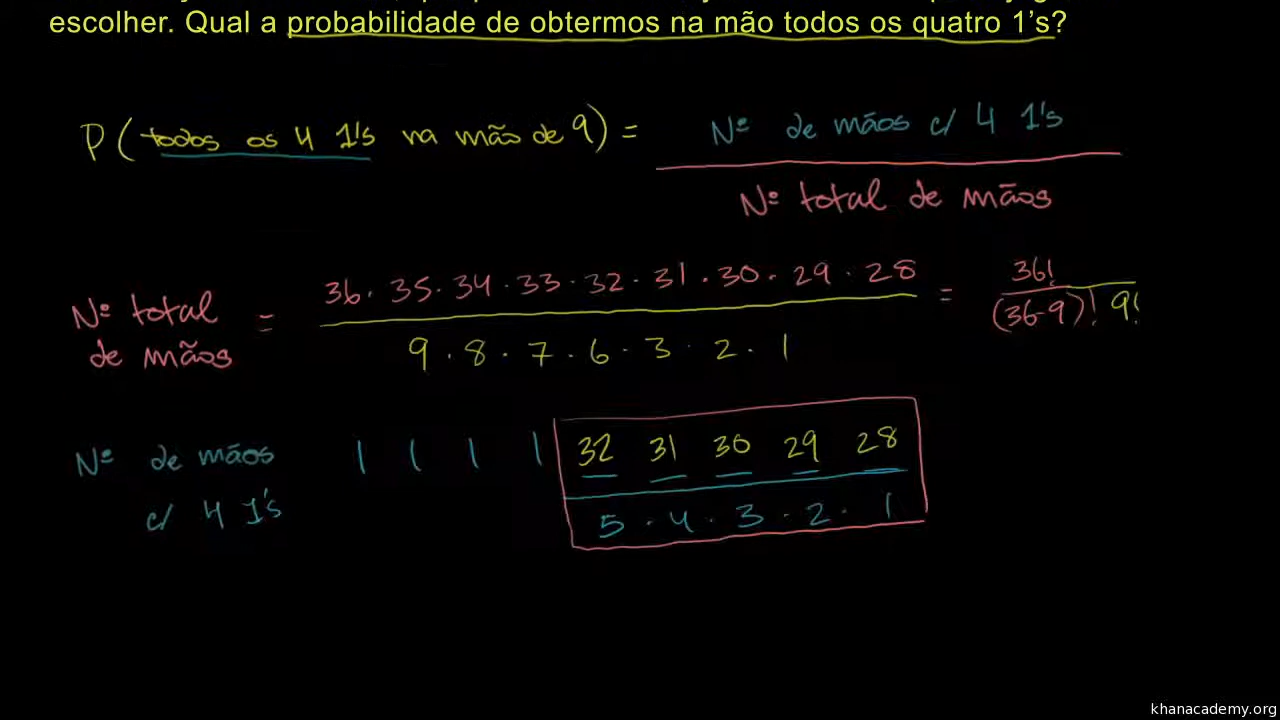 escolher. Qual a probabilidade de obtermos na mão todos os quatro 1's?
P(todos os 4 1's na mão de 9) = Nº de mãos c/ 4 1's
Nº total de mãos
Nº total de mãos = 36 · 35 · 34 · 33 · 32 · 31 · 30 · 29 · 28 = 36!
9 · 8 · 7 · 6 · 3 · 2 · 1 (36-9)! 9!
Nº de mãos 1 1 1 1 32 31 30 29 28
c/ 4 1's 5 · 4 · 3 · 2 · 1
khanacademy.org